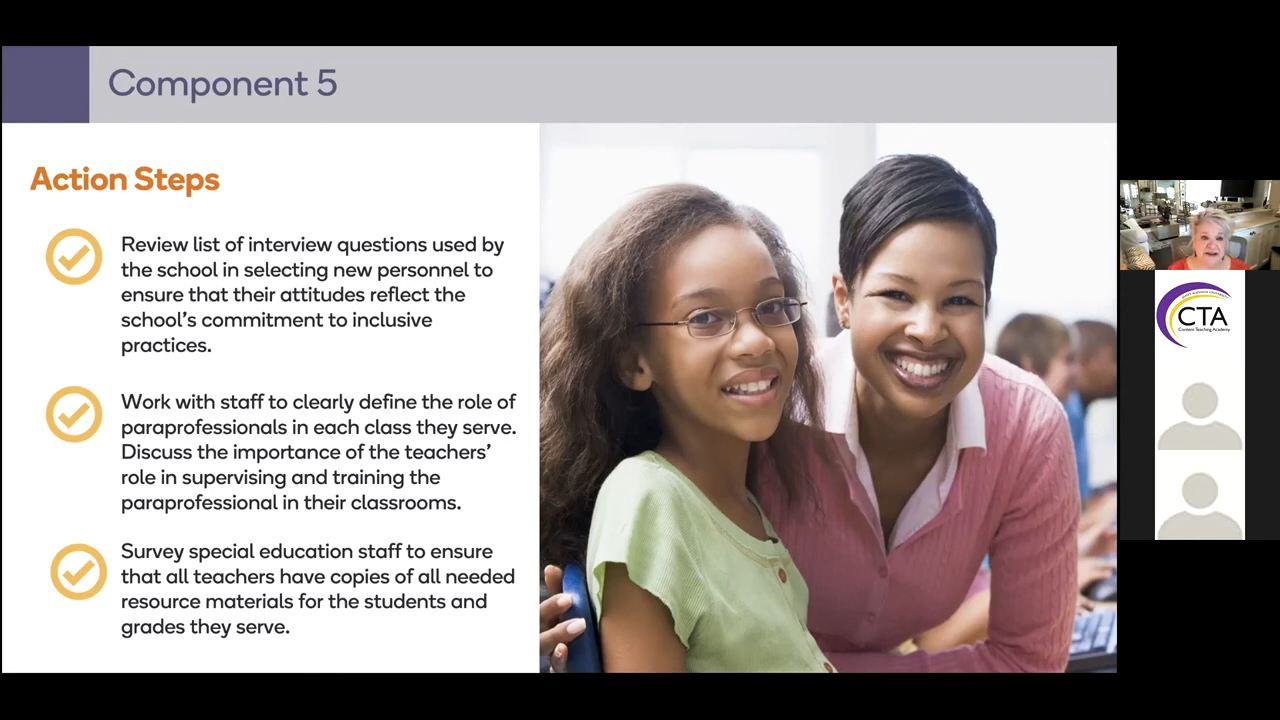 Component 5
Action Steps
Review list of interview questions used by
the school in selecting new personnel to
ensure that their attitudes reflect the
school’s commitment to inclusive
practices.
Work with staff to clearly define the role of
paraprofessionals in each class they serve.
Discuss the importance of the teachers’
role in supervising and training the
paraprofessional in their classrooms.
Survey special education staff to ensure
that all teachers have copies of all needed
resource materials for the students and
grades they serve.
CTA
Content Teaching Academy